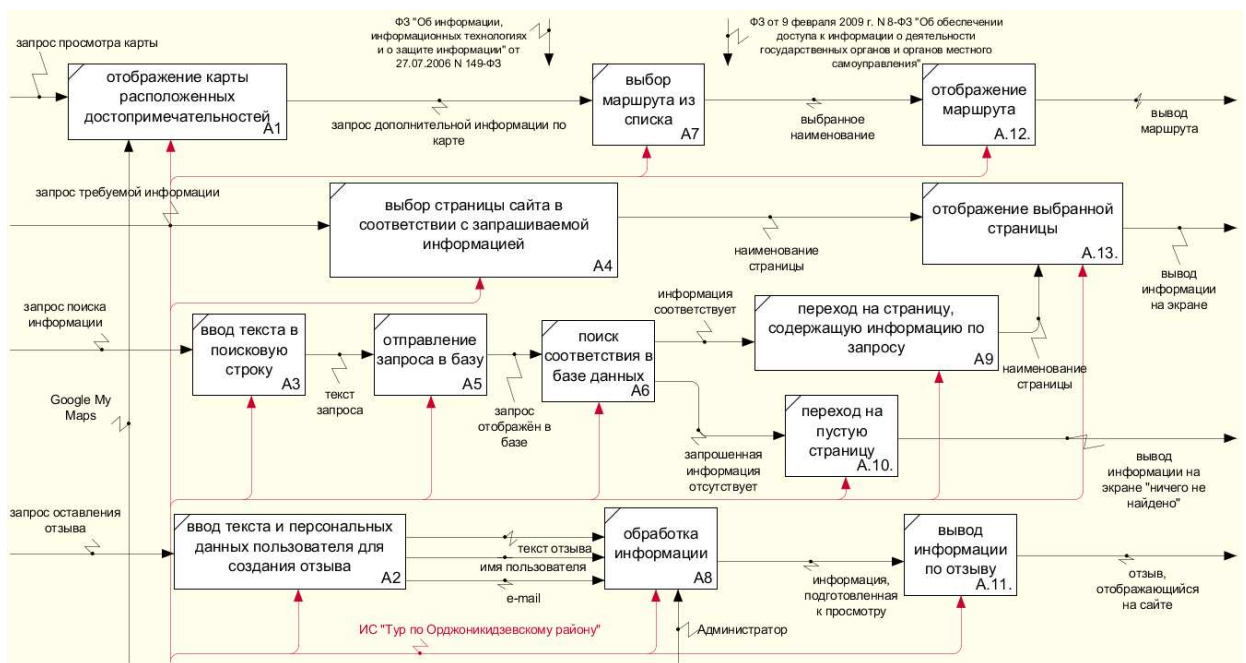 запрос просмотра карты
ФЗ "Об информации,
информационных технологиях
и о защите информации" от
27.07.2006 N 149-ФЗ
ФЗ от 9 февраля 2009 г. N 8-ФЗ "Об обеспечении
доступа к информации о деятельности
государственных органов и органов местного
самоуправления"
отображение карты
расположенных
достопримечательностей
A1
запрос дополнительной информации по
карте
выбор
маршрута из
списка
A7
выбранное
наименование
отображение
маршрута
A.12.
вывод
маршрута
запрос требуемой информации
выбор страницы сайта в
соответствии с запрашиваемой
информацией
A4
наименование
страницы
отображение выбранной
страницы
A.13.
вывод
информации
на экране
запрос поиска
информации
ввод текста в
поисковую
строку
A3
текст
запроса
отправление
запроса в базу
A5
запрос
отображён в
базе
поиск
соответствия в
базе данных
A6
информация
соответствует
переход на страницу,
содержащую информацию по
запросу
A9
наименование
страницы
Google My
Maps
запрошенная
информация
отсутствует
переход на
пустую
страницу
A.10.
вывод
информации на
экране "ничего не
найдено"
запрос оставления
отзыва
ввод текста и персональных
данных пользователя для
создания отзыва
A2
текст отзыва
имя пользователя
e-mail
обработка
информации
A8
информация,
подготовленная
к просмотру
вывод
информации
по отзыву
A.11.
отзыв,
отображающийся
на сайте
ИС "Тур по Орджоникидзевскому району"
Администратор